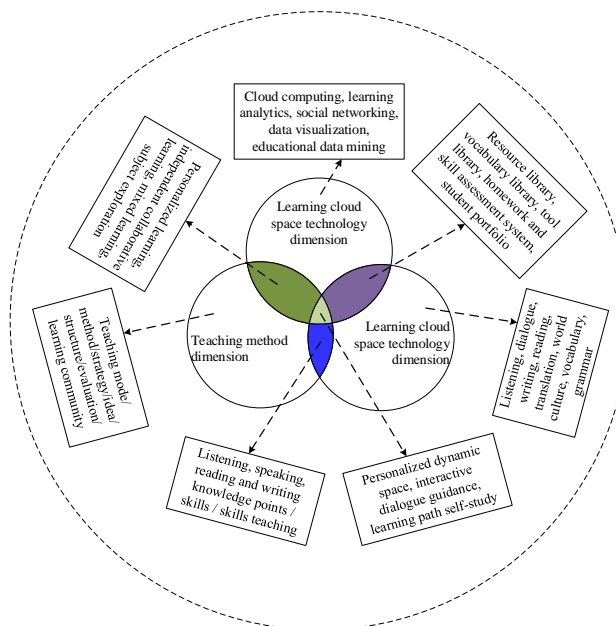 Cloud computing, learning
analytics, social networking,
data visualization,
educational data mining
Personalized learning,
independent collaborative
learning, mixed learning,
subject exploration
Resource library,
vocabulary library, tool
library, homework and
skill assessment system,
student portfolio
Learning cloud
space technology
dimension
Teaching method
dimension
Learning cloud
space technology
dimension
Teaching mode/
method/strategy/idea/
structure/evaluation/
learning community
Listening, dialogue,
writing, reading,
translation, world
culture, vocabulary,
grammar
Listening, speaking,
reading and writing
knowledge points /
skills / skills teaching
Personalized dynamic
space, interactive
dialogue guidance,
learning path self-study